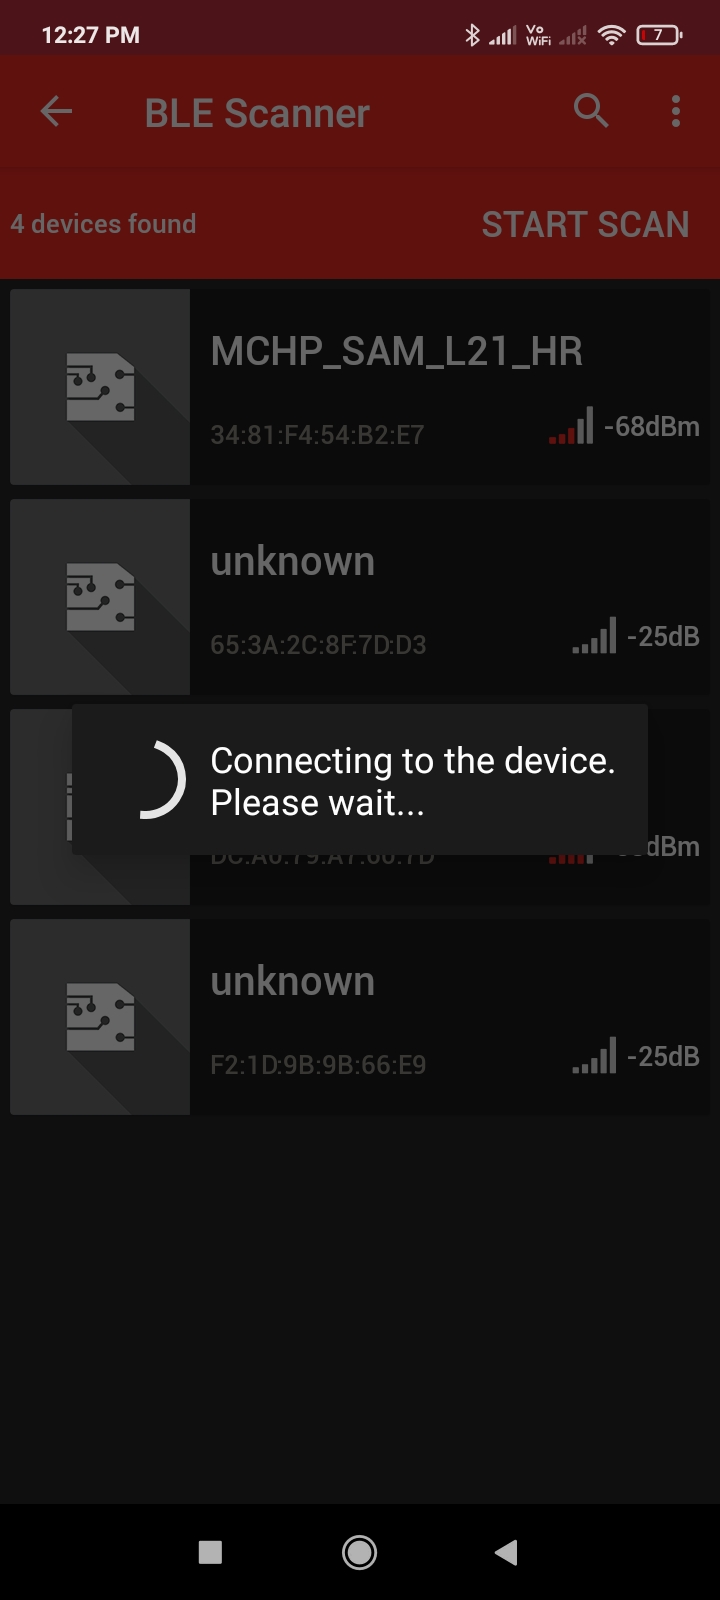 12:27 PM
Vo
WiFi
7
BLE Scanner
4 devices found
START SCAN
MCHP_SAM_L21_HR
34:81:F4:54:B2:E7
-68dBm
unknown
65:3A:2C:8F:7D:D3
-25dB
Connecting to the device.
Please wait...
dBm
unknown
F2:1D:9B:9B:66:E9
-25dB